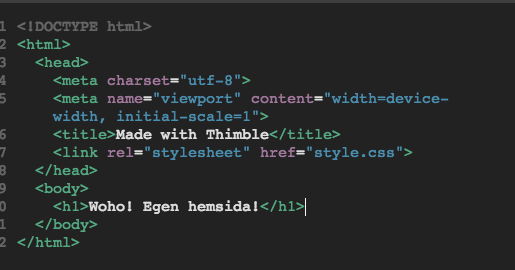 1 <!DOCTYPE html>
2 <html>
3 <head>
4 <meta charset="utf-8">
5 <meta name="viewport" content="width=device-
width, initial-scale=1">
6 <title>Made with Thimble</title>
7 <link rel="stylesheet" href="style.css">
8 </head>
9 <body>
0 <h1>Woho! Egen hemsida!</h1>
1 </body>
2 </html>